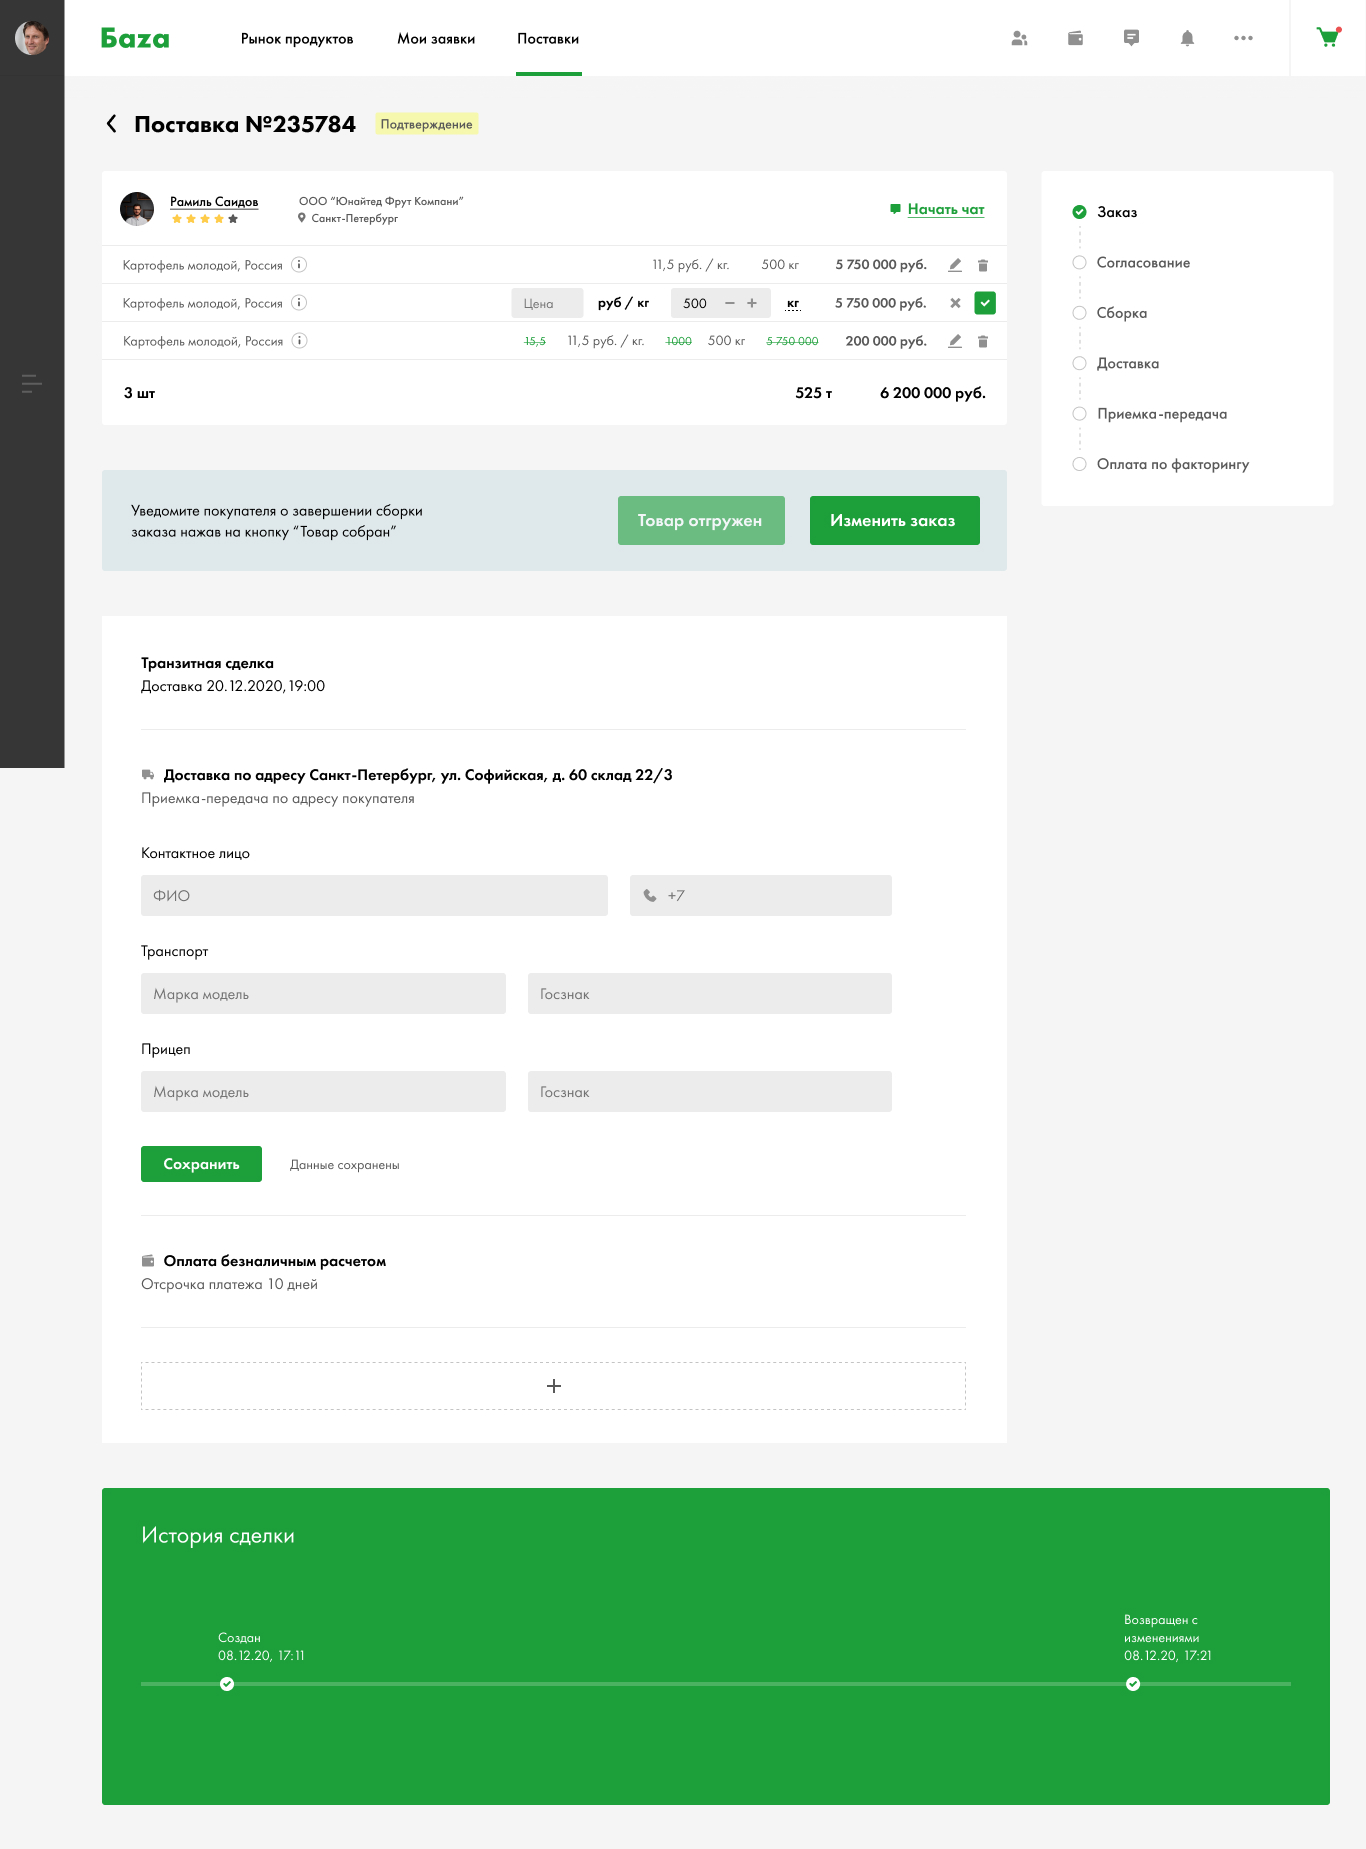 База
Рынок продуктов
Мои заявки
Поставки
Поставка №235784
Подтверждение
Рамиль Саидов
ООО “Юнайтед Фрут Компани”
Санкт-Петербург
Начать чат
Картофель молодой, Россия 11,5 руб. / кг. 500 кг 5 750 000 руб.
Картофель молодой, Россия Цена руб / кг 500 − + кг 5 750 000 руб.
Картофель молодой, Россия 15,5 11,5 руб. / кг. 1000 500 кг 5 750 000 200 000 руб.
3 шт 525 т 6 200 000 руб.
Заказ
Согласование
Сборка
Доставка
Приемка-передача
Оплата по факторингу
Уведомите покупателя о завершении сборки
заказа нажав на кнопку “Товар собран”
Товар отгружен
Изменить заказ
Транзитная сделка
Доставка 20.12.2020, 19:00
Доставка по адресу Санкт-Петербург, ул. Софийская, д. 60 склад 22/3
Приемка-передача по адресу покупателя
Контактное лицо
ФИО
+7
Транспорт
Марка модель
Госзнак
Прицеп
Марка модель
Госзнак
Сохранить
Данные сохранены
Оплата безналичным расчетом
Отсрочка платежа 10 дней
+
История сделки
Создан
08.12.20, 17:11
Возвращен с
изменениями
08.12.20, 17:21